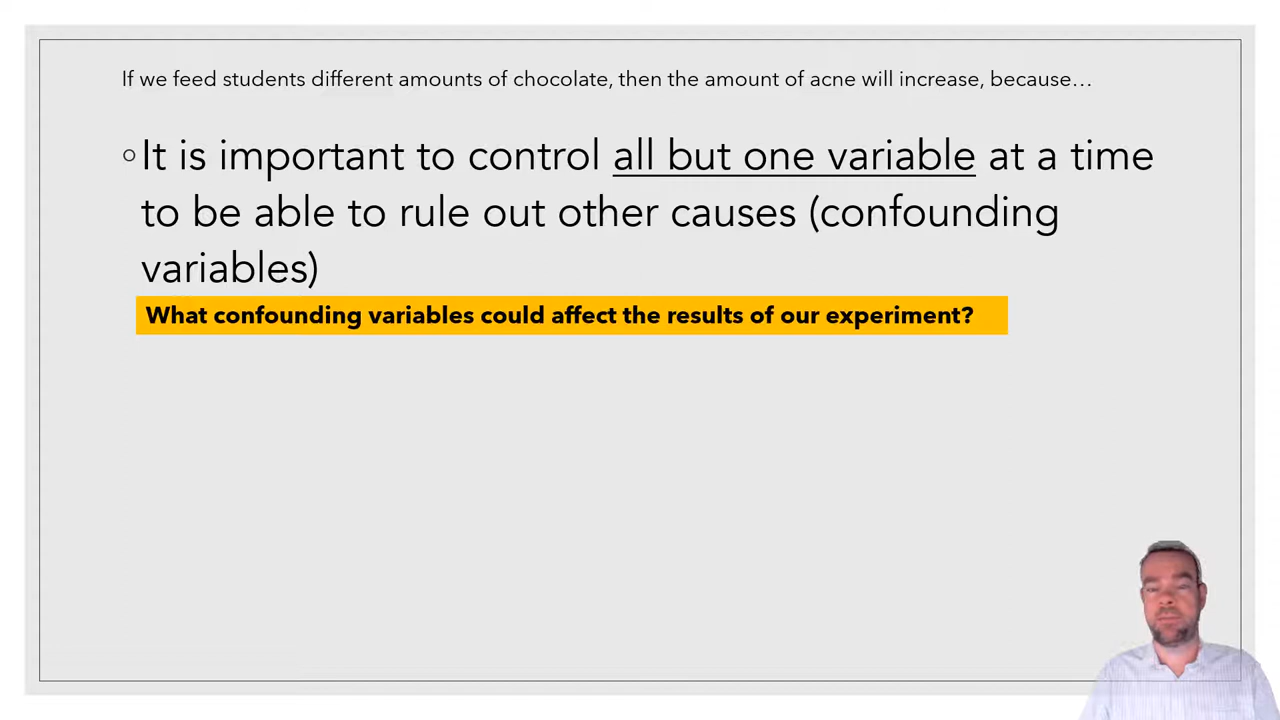 If we feed students different amounts of chocolate, then the amount of acne will increase, because…
◦It is important to control all but one variable at a time
to be able to rule out other causes (confounding
variables)
What confounding variables could affect the results of our experiment?